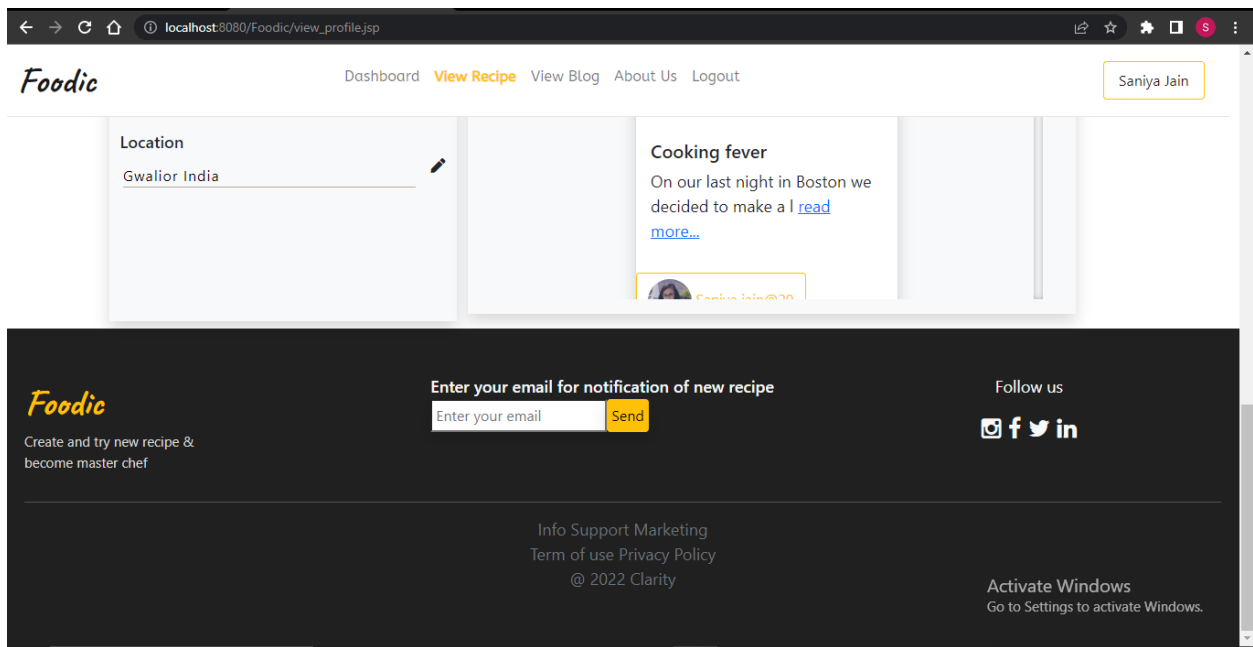 localhost:8080/Foodic/view_profile.jsp
S
Foodic
Dashboard View Recipe View Blog About Us Logout
Saniya Jain
Location
Gwalior India
Cooking fever
On our last night in Boston we
decided to make a l read
more...
Saniya jain@20
Foodic
Create and try new recipe &
become master chef
Enter your email for notification of new recipe
Enter your email
Send
Follow us
Info Support Marketing
Term of use Privacy Policy
@ 2022 Clarity
Activate Windows
Go to Settings to activate Windows.